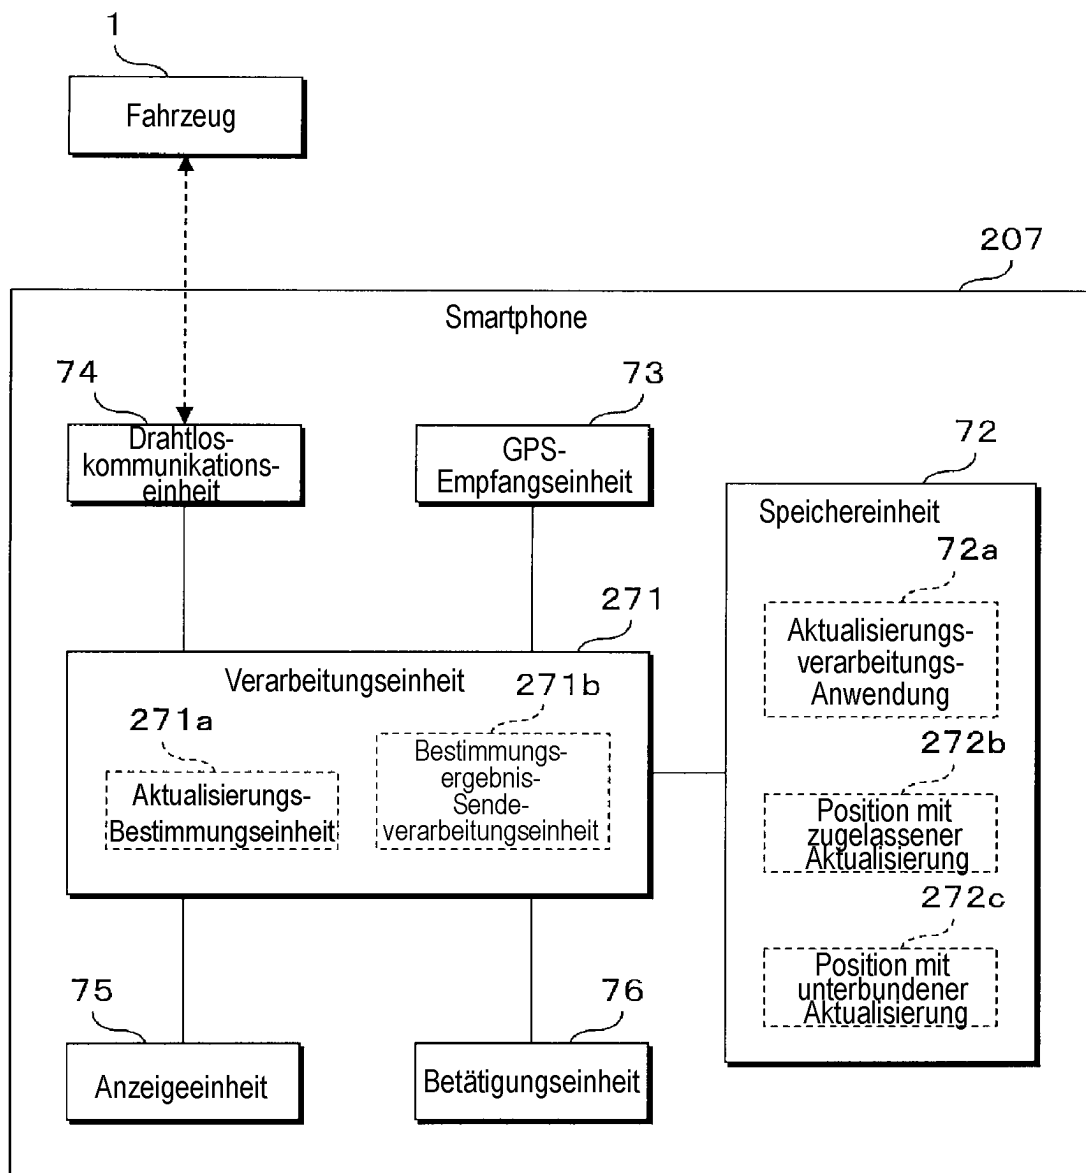 1
Fahrzeug
207
Smartphone
74
Drahtlos-
kommunikations-
einheit
73
GPS-
Empfangseinheit
72
Speichereinheit
72a
Aktualisierungs-
verarbeitungs-
Anwendung
271
Verarbeitungseinheit
271a
Aktualisierungs-
Bestimmungseinheit
271b
Bestimmungs-
ergebnis-
Sende-
verarbeitungseinheit
272b
Position mit
zugelassener
Aktualisierung
272c
Position mit
unterbundener
Aktualisierung
75
Anzeigeeinheit
76
Betätigungseinheit